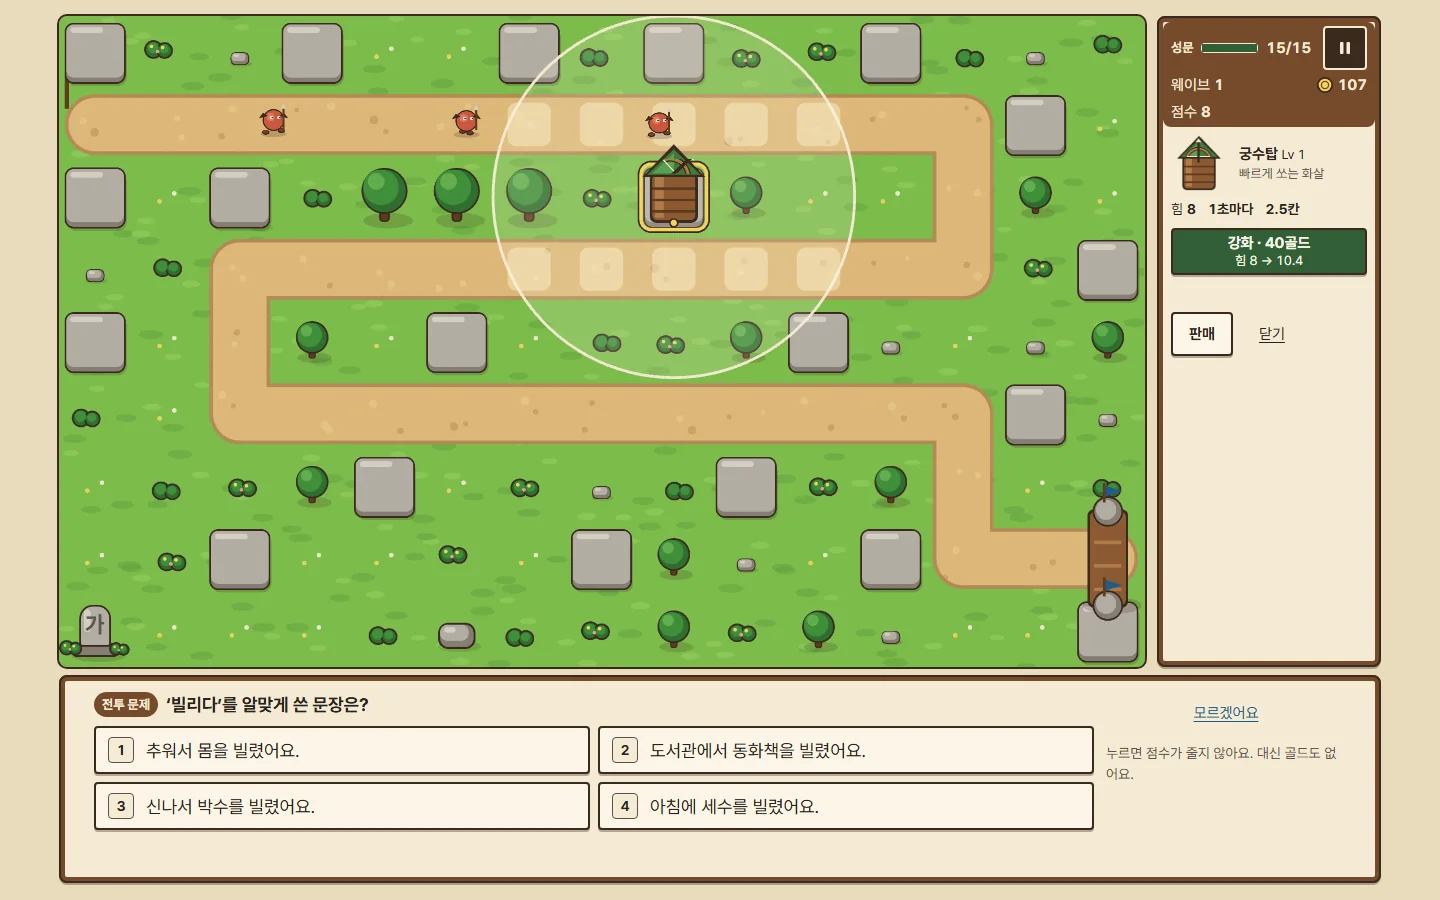 성문 15/15
웨이브 1 107
점수 8
궁수탑 Lv 1
빠르게 쏘는 화살
힘 8 1초마다 2.5칸
강화 · 40골드
힘 8 → 10.4
판매 닫기
가
전투 문제 ‘빌리다’를 알맞게 쓴 문장은?
모르겠어요
1 추워서 몸을 빌렸어요.
2 도서관에서 동화책을 빌렸어요.
3 신나서 박수를 빌렸어요.
4 아침에 세수를 빌렸어요.
누르면 점수가 줄지 않아요. 대신 골드도 없
어요.